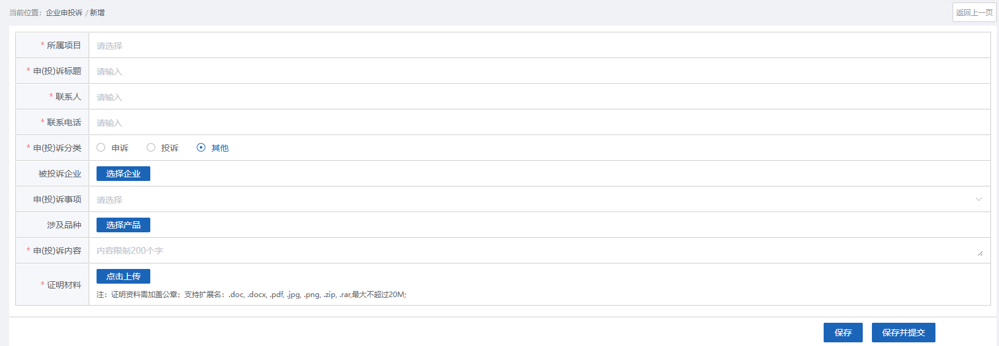 当前位置：企业申投诉 / 新增
返回上一页
* 所属项目 请选择
* 申(投)诉标题 请输入
* 联系人 请输入
* 联系电话 请输入
* 申(投)诉分类 申诉 投诉 其他
被投诉企业 选择企业
申(投)诉事项 请选择
涉及品种 选择产品
* 申(投)诉内容 内容限制200个字
* 证明材料 点击上传
注：证明资料需加盖公章；支持扩展名：.doc, .docx, .pdf, .jpg, .png, .zip, .rar,最大不超过20M;
保存 保存并提交